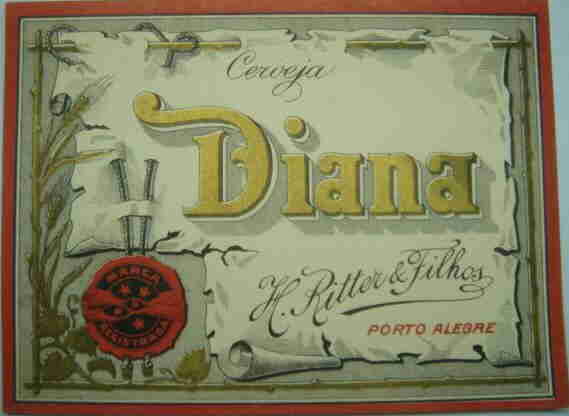 Cerveja
Diana
H. Ritter & Filhos
PORTO ALEGRE
MARCA
REGISTRADA